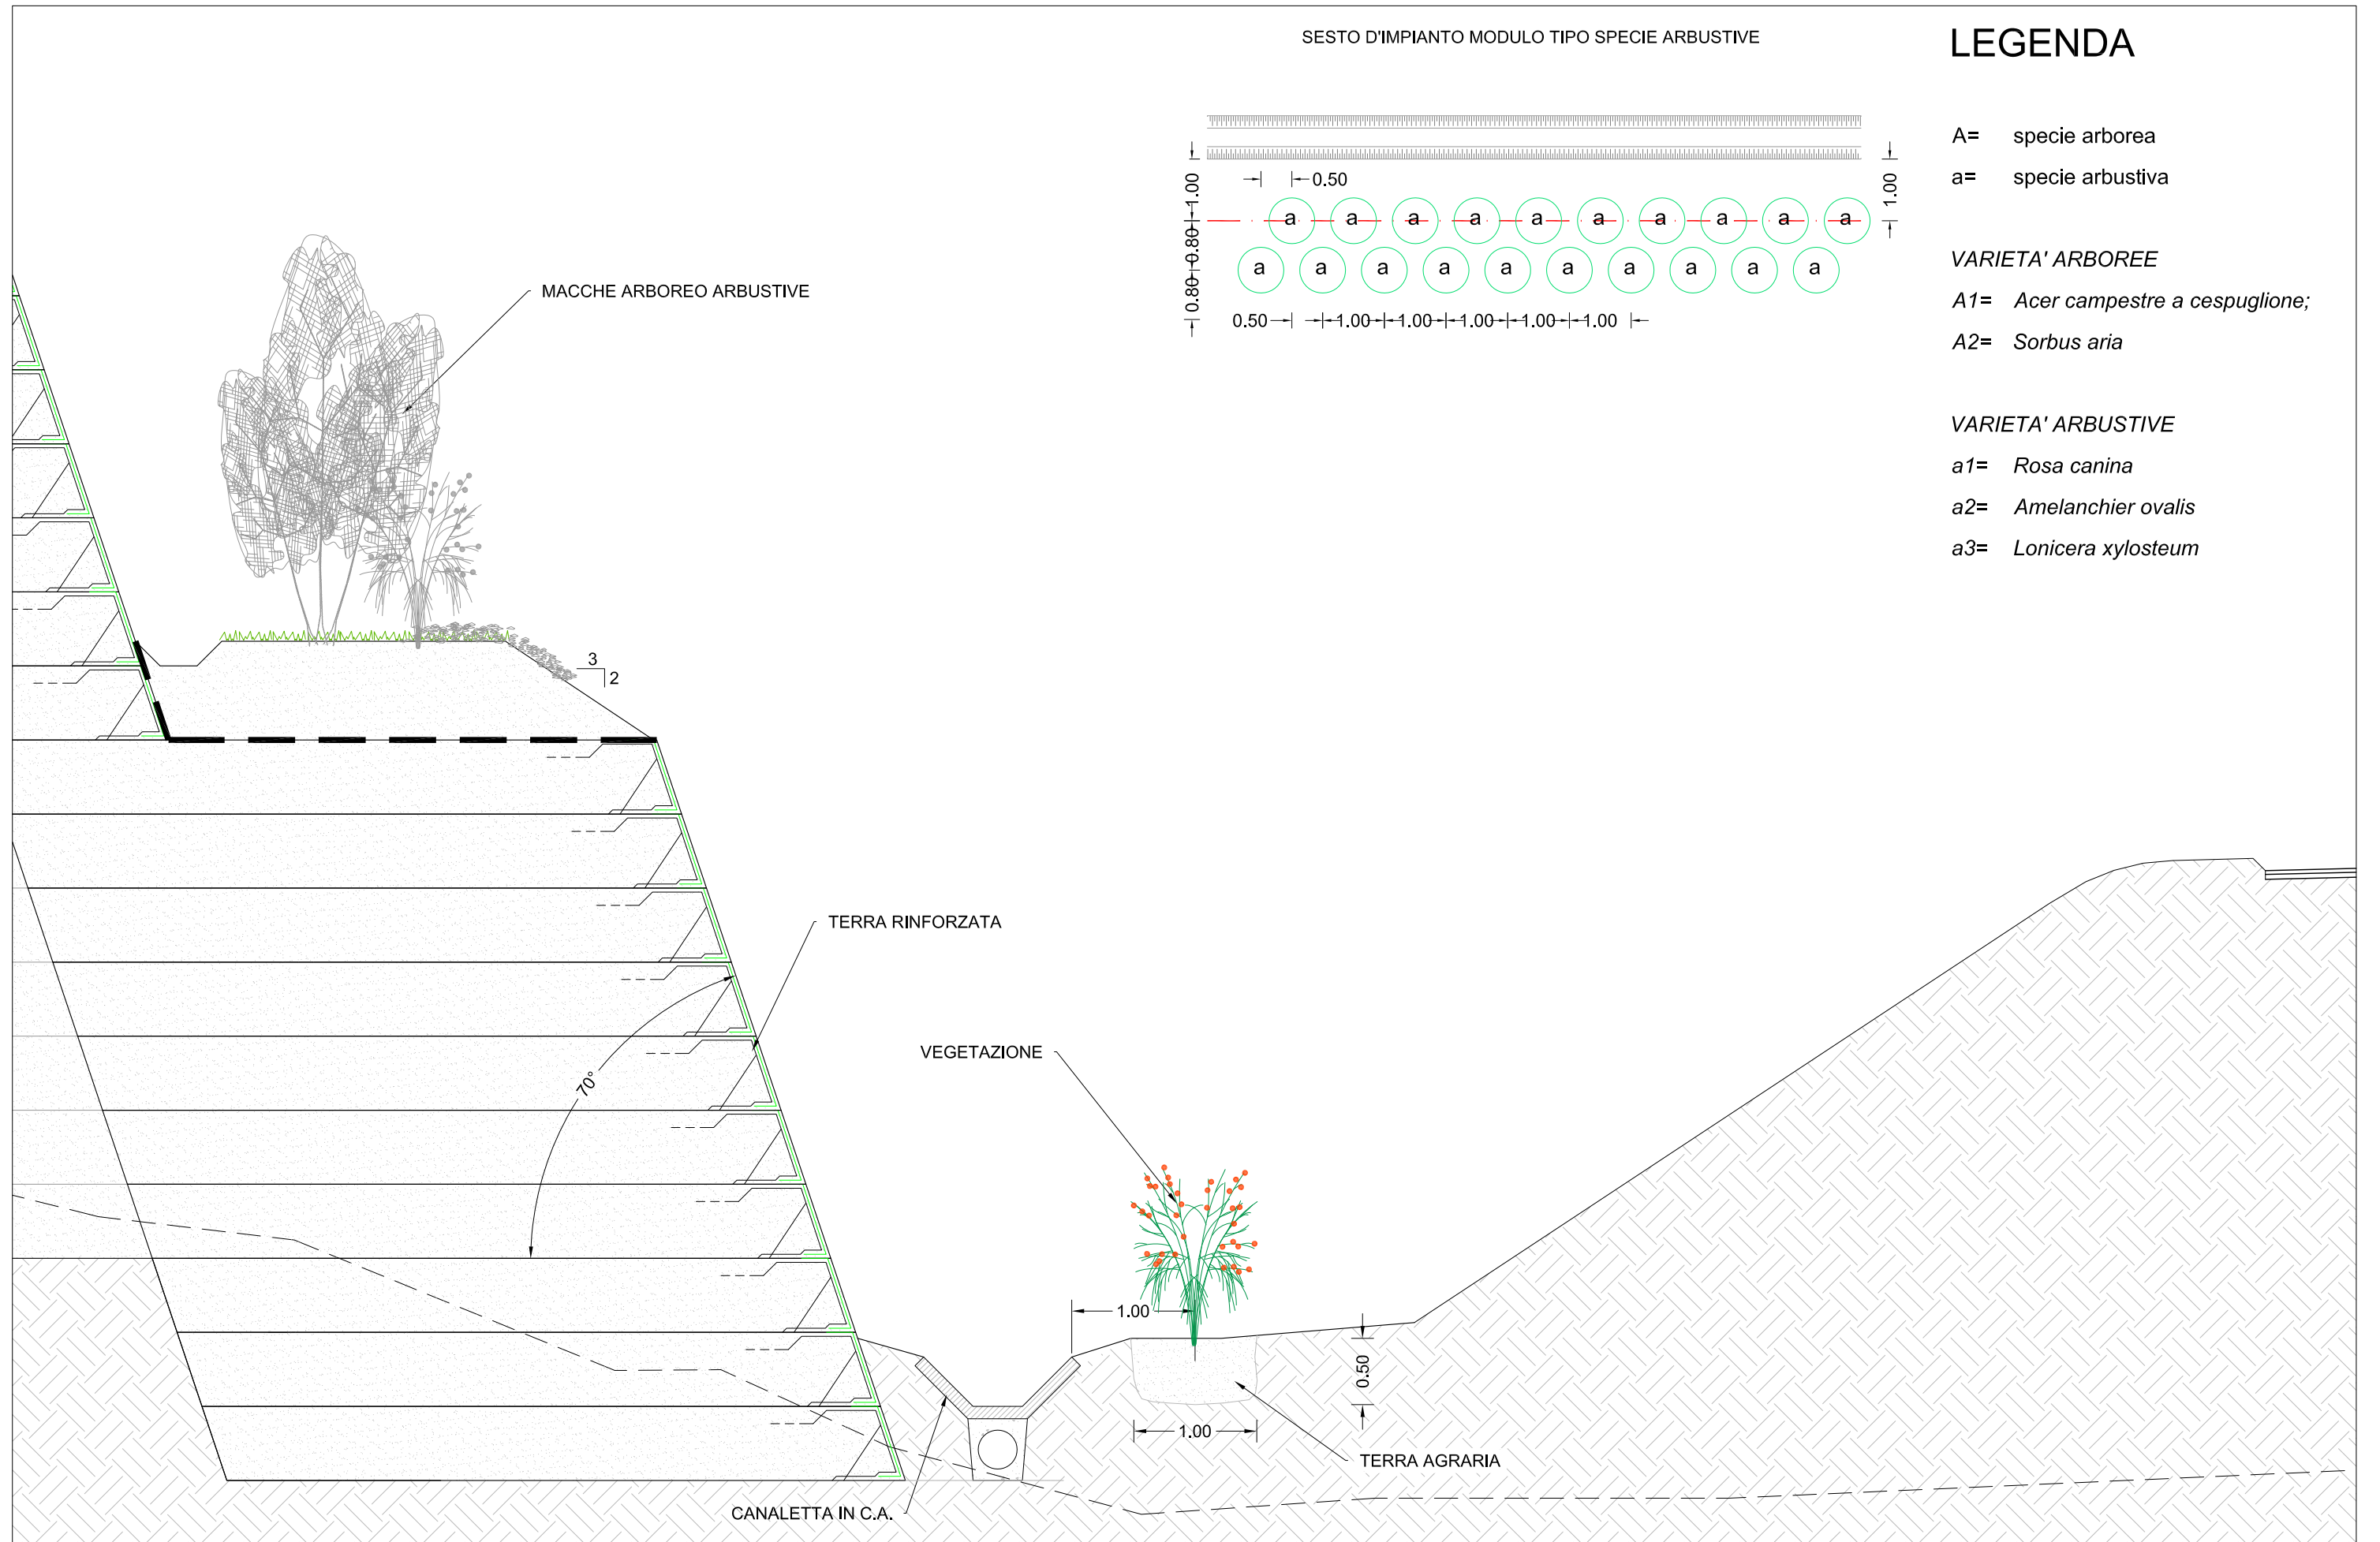 SESTO D'IMPIANTO MODULO TIPO SPECIE ARBUSTIVE
1.00
0.80
0.80
0.50
1.00
a a a a a a a a a a
a a a a a a a a a a
0.50 1.00 1.00 1.00 1.00 1.00
LEGENDA
A= specie arborea
a= specie arbustiva
VARIETA' ARBOREE
A1= Acer campestre a cespuglione;
A2= Sorbus aria
VARIETA' ARBUSTIVE
a1= Rosa canina
a2= Amelanchier ovalis
a3= Lonicera xylosteum
MACCHE ARBOREO ARBUSTIVE
3
2
TERRA RINFORZATA
70°
VEGETAZIONE
1.00
0.50
1.00
TERRA AGRARIA
CANALETTA IN C.A.